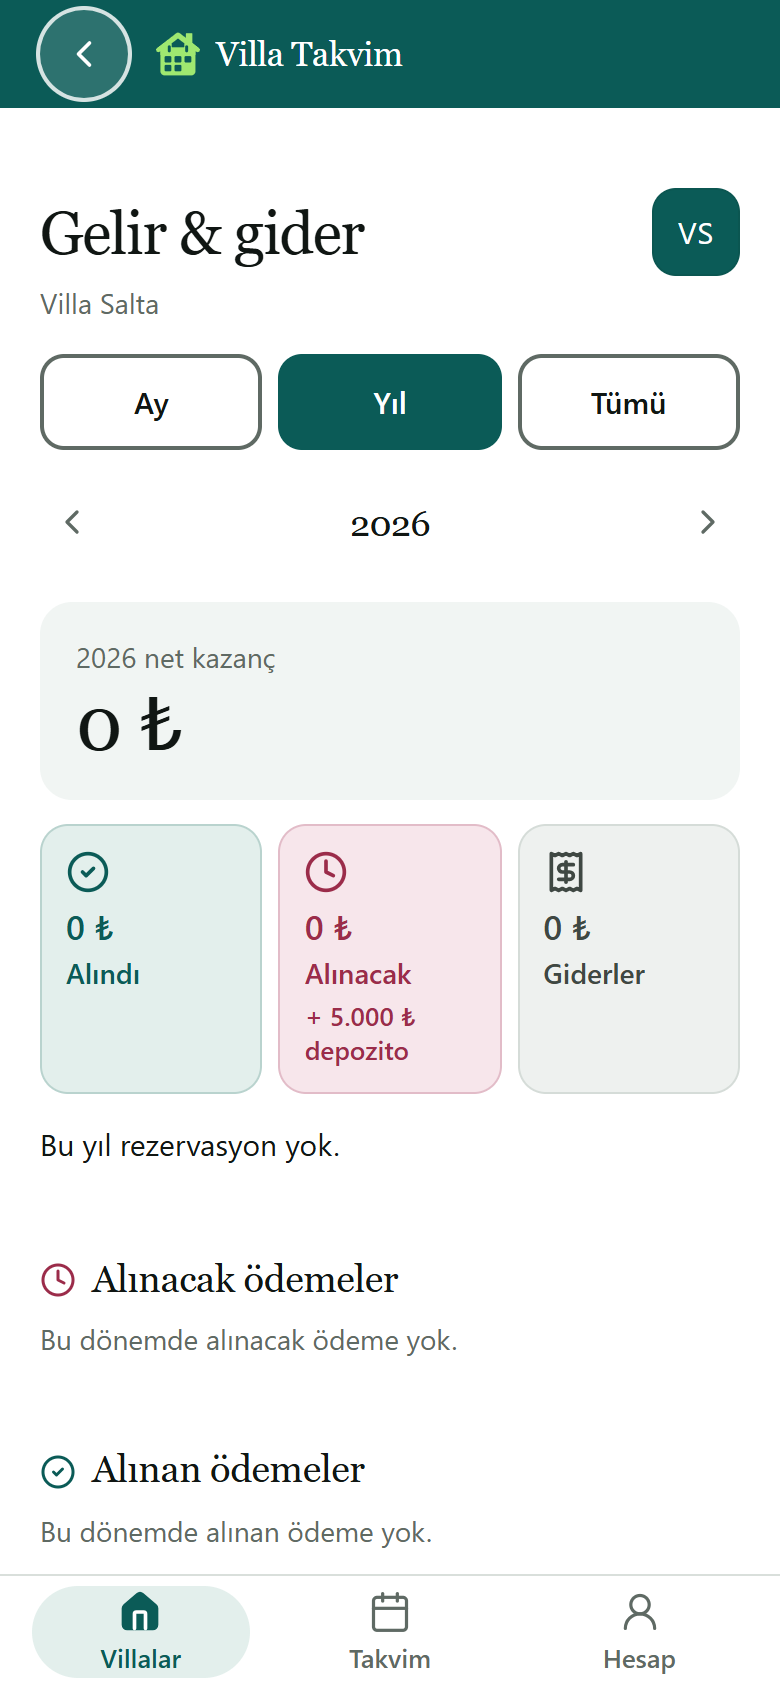 Villa Takvim
Gelir & gider
VS
Villa Salta
Ay
Yıl
Tümü
2026
2026 net kazanç
0 ₺
0 ₺
Alındı
0 ₺
Alınacak
+ 5.000 ₺
depozito
0 ₺
Giderler
Bu yıl rezervasyon yok.
Alınacak ödemeler
Bu dönemde alınacak ödeme yok.
Alınan ödemeler
Bu dönemde alınan ödeme yok.
Villalar
Takvim
Hesap